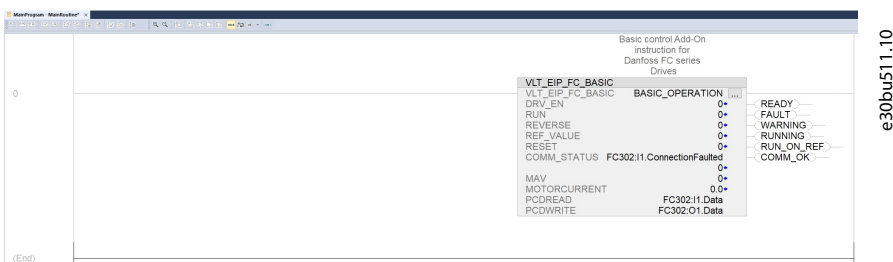 MainProgram - MainRoutine* ×
Basic control Add-On
instruction for
Danfoss FC series
Drives
VLT_EIP_FC_BASIC
0
VLT_EIP_FC_BASIC BASIC_OPERATION ...
DRV_EN 0 READY
RUN 0 FAULT
REVERSE 0 WARNING
REF_VALUE 0 RUNNING
RESET 0 RUN_ON_REF
COMM_STATUS FC302:I1.ConnectionFaulted COMM_OK
0
MAV 0
MOTORCURRENT 0.0
PCDREAD FC302:I1.Data
PCDWRITE FC302:O1.Data
(End)
e30bu511.10